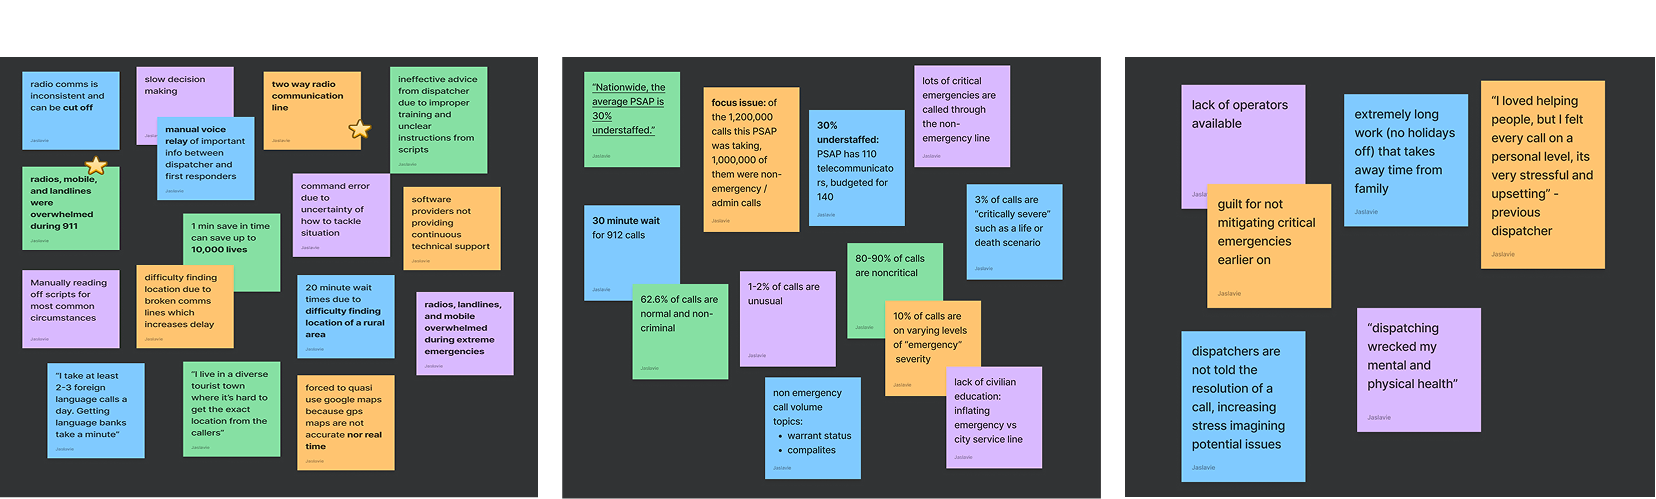 radio comms is
inconsistent and
can be cut off
Jaslavie
slow decision
making
Jasla
manual voice
relay of important
info between
dispatcher and
first responders
Jaslavie
two way radio
communication
line
Jaslavie
ineffective advice
from dispatcher
due to improper
training and
unclear
instructions from
scripts
Jaslavie
radios, mobile,
and landlines
were
overwhelmed
during 911
Jaslavie
1 min save in time
can save up to
10,000 lives
command error
due to
uncertainty of
how to tackle
situation
Jaslavie
software
providers not
providing
continuous
technical support
Jaslavie
Manually reading
off scripts for
most common
circumstances
Jaslavie
difficulty finding
location due to
broken comms
lines which
increases delay
Jaslavie
20 minute wait
times due to
difficulty finding
location of a rural
area
Jaslavie
radios, landlines,
and mobile
overwhelmed
during extreme
emergencies
Jaslavie
"I take at least
2-3 foreign
language calls a
day. Getting
language banks
take a minute"
Jaslavie
"I live in a diverse
tourist town
where it's hard to
get the exact
location from the
callers"
Jaslavie
forced to quasi
use google maps
because gps
maps are not
accurate nor real
time
Jaslavie
"Nationwide, the
average PSAP is
30%
understaffed."
Jaslavie
focus issue: of
the 1,200,000
calls this PSAP
was taking,
1,000,000 of
them were non-
emergency /
admin calls
Jaslavie
30%
understaffed:
PSAP has 110
telecommunicato
rs, budgeted for
140
Jaslavie
lots of critical
emergencies are
called through
the non-
emergency line
Jaslavie
3% of calls are
"critically severe"
such as a life or
death scenario
Jaslavie
30 minute wait
for 912 calls
Jaslavie
62.6% of calls are
normal and non-
criminal
Jaslavie
1-2% of calls are
unusual
Jaslavie
80-90% of calls
are noncritical
Jaslavie
10% of calls are
on varying levels
of "emergency"
severity
Jaslavie
non emergency
call volume
topics:
• warrant status
• compalites
Jaslavie
lack of civilian
education:
inflating
emergency vs
city service line
Jaslavie
lack of operators
available
Jasla
guilt for not
mitigating critical
emergencies
earlier on
Jaslavie
extremely long
work (no holidays
off) that takes
away time from
family
Jaslavie
"I loved helping
people, but I felt
every call on a
personal level, its
very stressful and
upsetting" -
previous
dispatcher
Jaslavie
dispatchers are
not told the
resolution of a
call, increasing
stress imagining
potential issues
Jaslavie
"dispatching
wrecked my
mental and
physical health"
Jaslavie